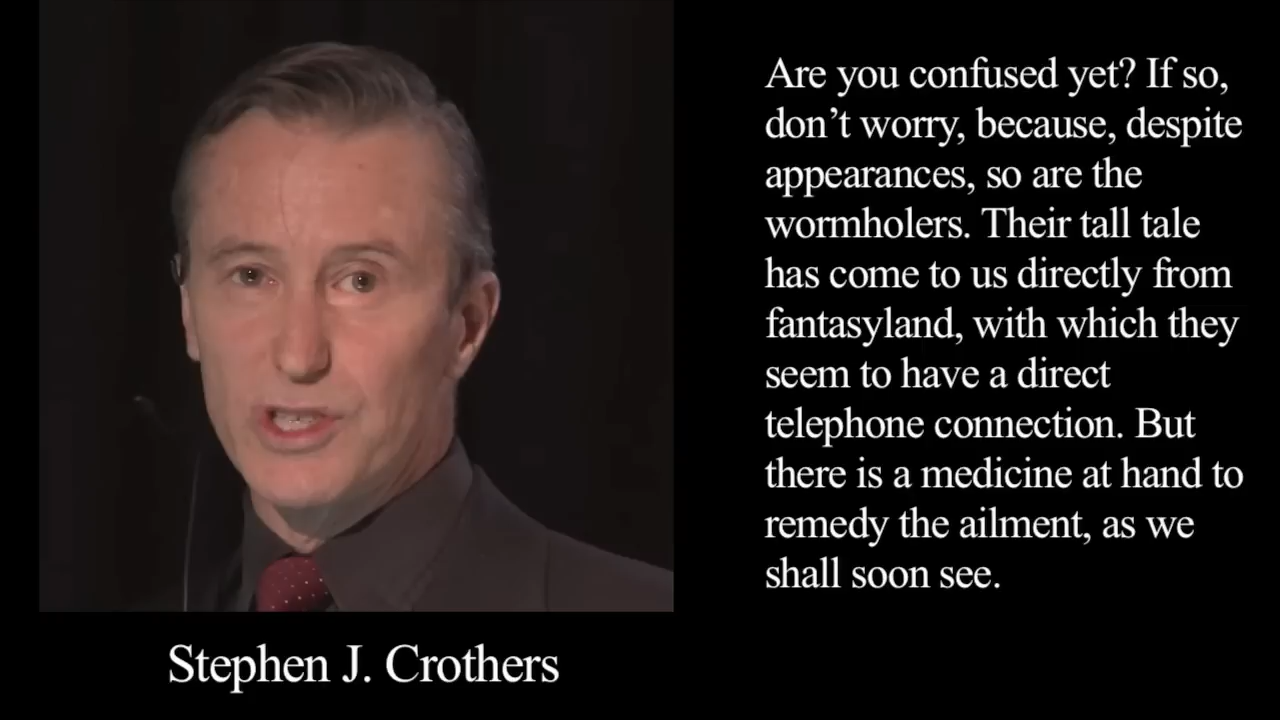 Are you confused yet? If so,
don’t worry, because, despite
appearances, so are the
wormholers. Their tall tale
has come to us directly from
fantasyland, with which they
seem to have a direct
telephone connection. But
there is a medicine at hand to
remedy the ailment, as we
shall soon see.
Stephen J. Crothers